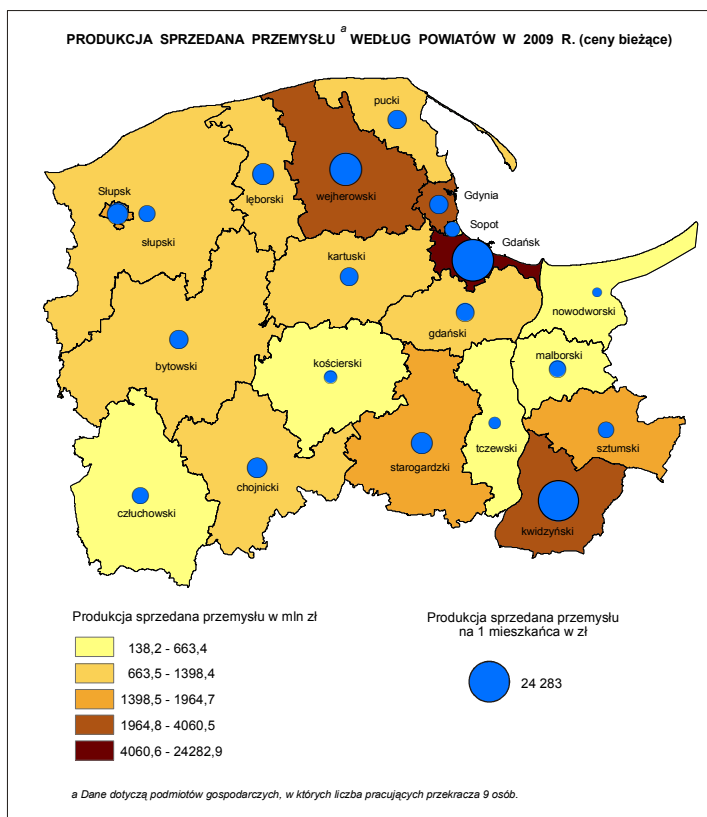 PRODUKCJA SPRZEDANA PRZEMYSŁU a WEDŁUG POWIATÓW W 2009 R. (ceny bieżące)
pucki
Słupsk
słupski
lęborski
wejherowski
Gdynia
Sopot
Gdańsk
kartuski
nowodworski
gdański
bytowski
kościerski
malborski
starogardzki
tczewski
sztumski
chojnicki
człuchowski
kwidzyński
Produkcja sprzedana przemysłu w mln zł
138,2 - 663,4
663,5 - 1398,4
1398,5 - 1964,7
1964,8 - 4060,5
4060,6 - 24282,9
Produkcja sprzedana przemysłu
na 1 mieszkańca w zł
24 283
a Dane dotyczą podmiotów gospodarczych, w których liczba pracujących przekracza 9 osób.